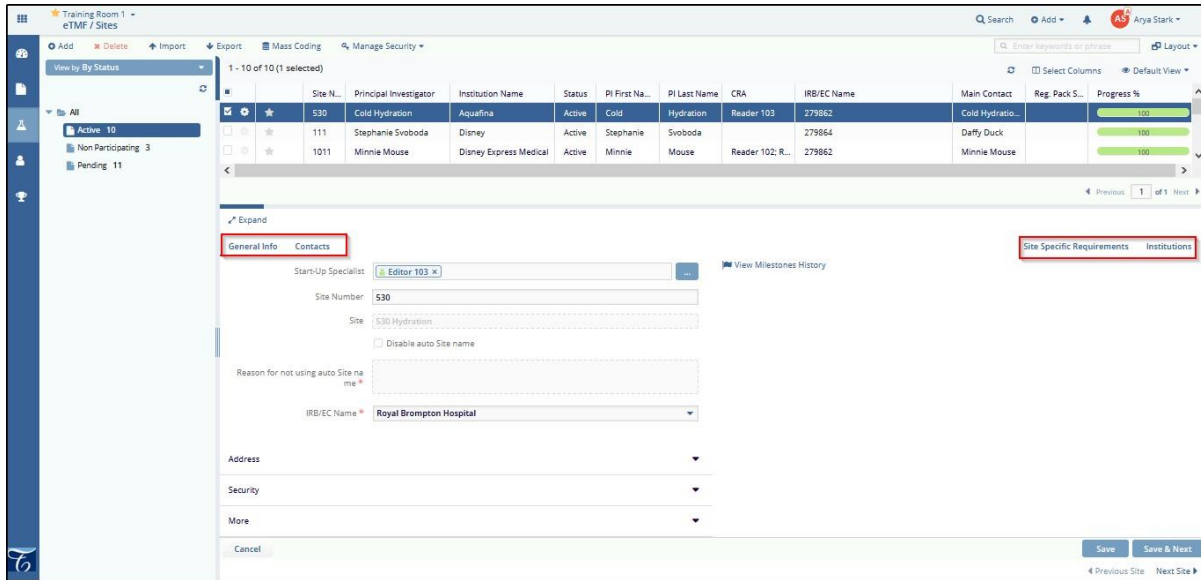 Training Room 1
eTMF / Sites
Search Add AS A Arya Stark
Add Delete Import Export Mass Coding Manage Security Enter keywords or phrase Layout
View by By Status
1 - 10 of 10 (1 selected) Select Columns Default View
Site N... Principal Investigator Institution Name Status PI First Na... PI Last Name CRA IRB/EC Name Main Contact Reg. Pack S... Progress %
All
530 Cold Hydration Aquafina Active Cold Hydration Reader 103 279862 Cold Hydratio... 100
Active 10
111 Stephanie Svoboda Disney Active Stephanie Svoboda 279864 Daffy Duck 100
Non Participating 3
1011 Minnie Mouse Disney Express Medical Active Minnie Mouse Reader 102; R... 279862 Minnie Mouse 100
Pending 11
Previous 1 of 1 Next
Expand
General Info Contacts Site Specific Requirements Institutions
Start-Up Specialist Editor 103 × ... View Milestones History
Site Number 530
Site 530 Hydration
Disable auto Site name
Reason for not using auto Site na
me *
IRB/EC Name * Royal Brompton Hospital
Address
Security
More
Cancel Save Save & Next
Previous Site Next Site